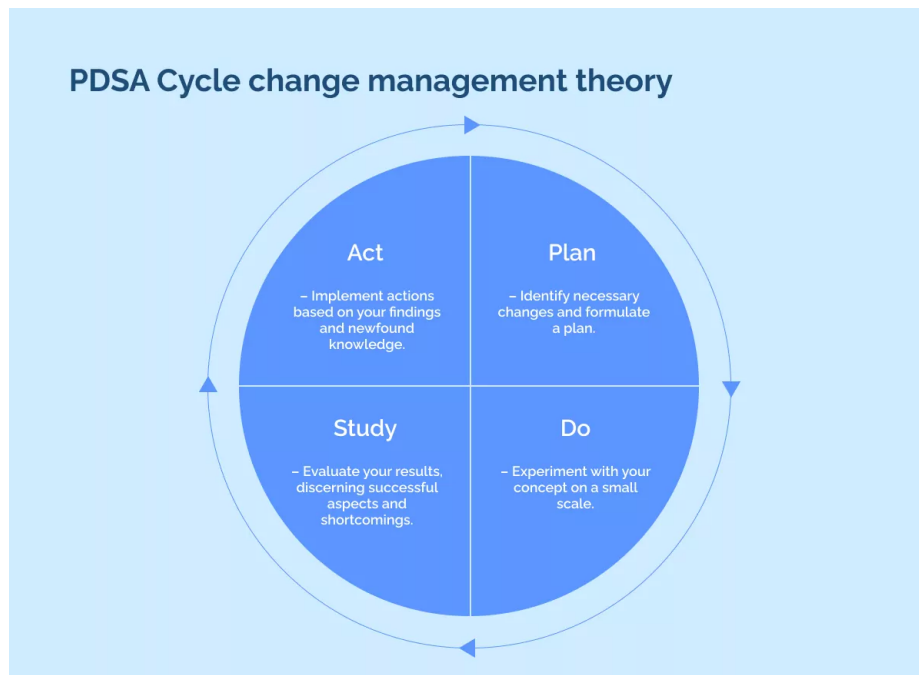 PDSA Cycle change management theory
Act
– Implement actions
based on your findings
and newfound
knowledge.
Plan
– Identify necessary
changes and formulate
a plan.
Study
– Evaluate your results,
discerning successful
aspects and
shortcomings.
Do
– Experiment with your
concept on a small
scale.